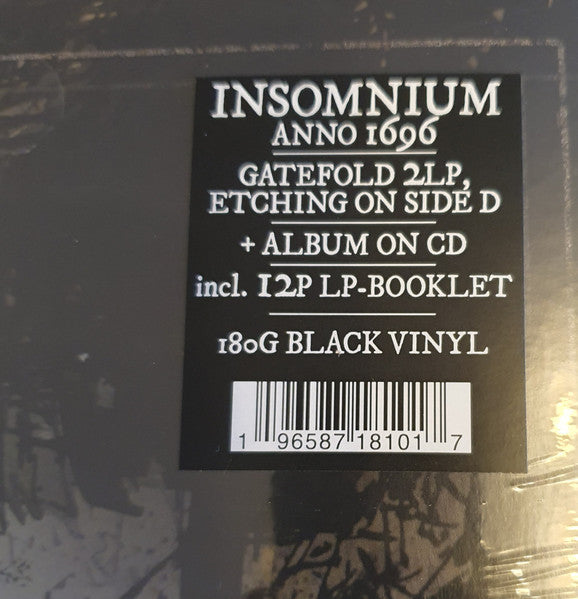 INSOMNIUM
ANNO 1696
GATEFOLD 2LP,
ETCHING ON SIDE D
+ ALBUM ON CD
incl. 12P LP-BOOKLET
180G BLACK VINYL
1 96587 18101 7